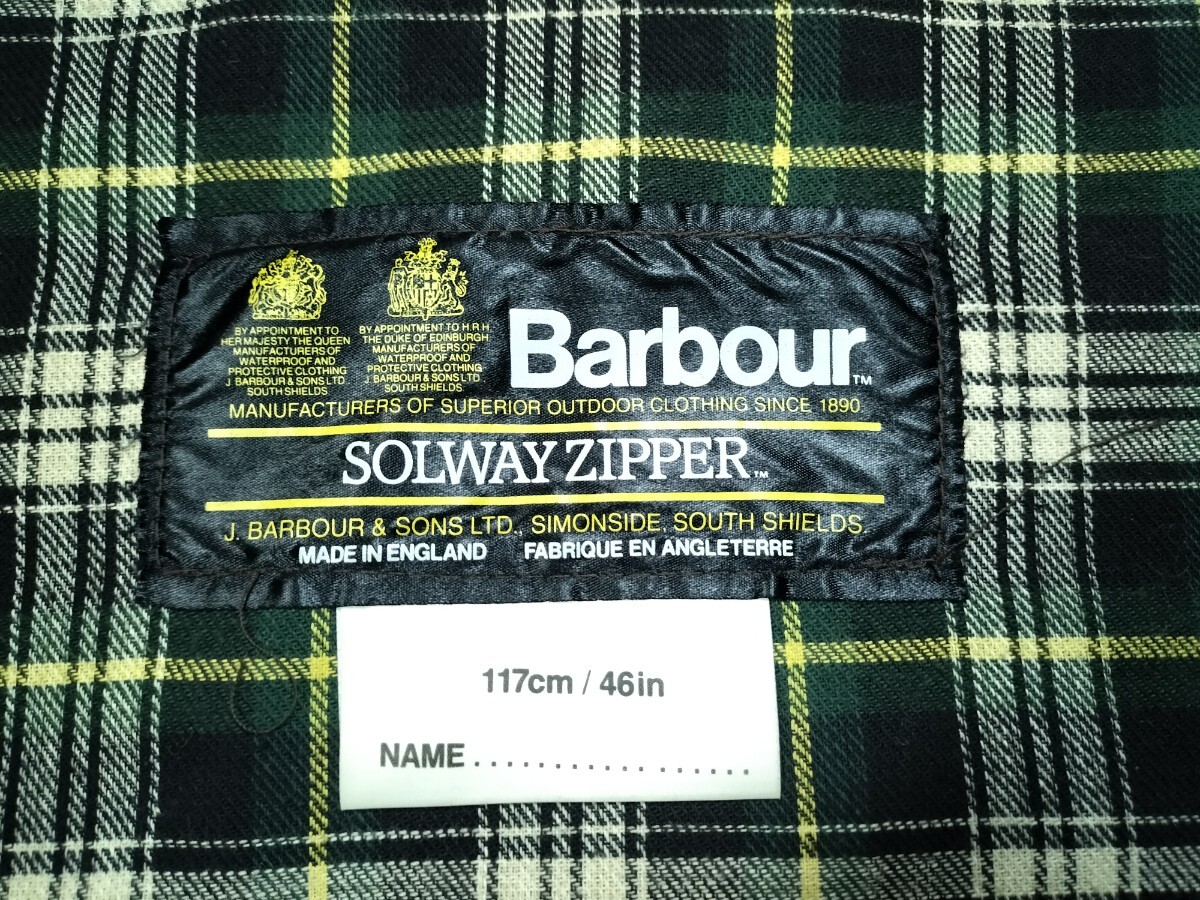 BY APPOINTMENT TO
HER MAJESTY THE QUEEN
MANUFACTURERS OF
WATERPROOF AND
PROTECTIVE CLOTHING
J. BARBOUR & SONS LTD
SOUTH SHIELDS
BY APPOINTMENT TO H.R.H.
THE DUKE OF EDINBURGH
MANUFACTURERS OF
WATERPROOF AND
PROTECTIVE CLOTHING
J. BARBOUR & SONS LTD
SOUTH SHIELDS
Barbour™
MANUFACTURERS OF SUPERIOR OUTDOOR CLOTHING SINCE 1890
SOLWAY ZIPPER™
J. BARBOUR & SONS LTD., SIMONSIDE, SOUTH SHIELDS.
MADE IN ENGLAND FABRIQUE EN ANGLETERRE
117cm / 46in
NAME.................